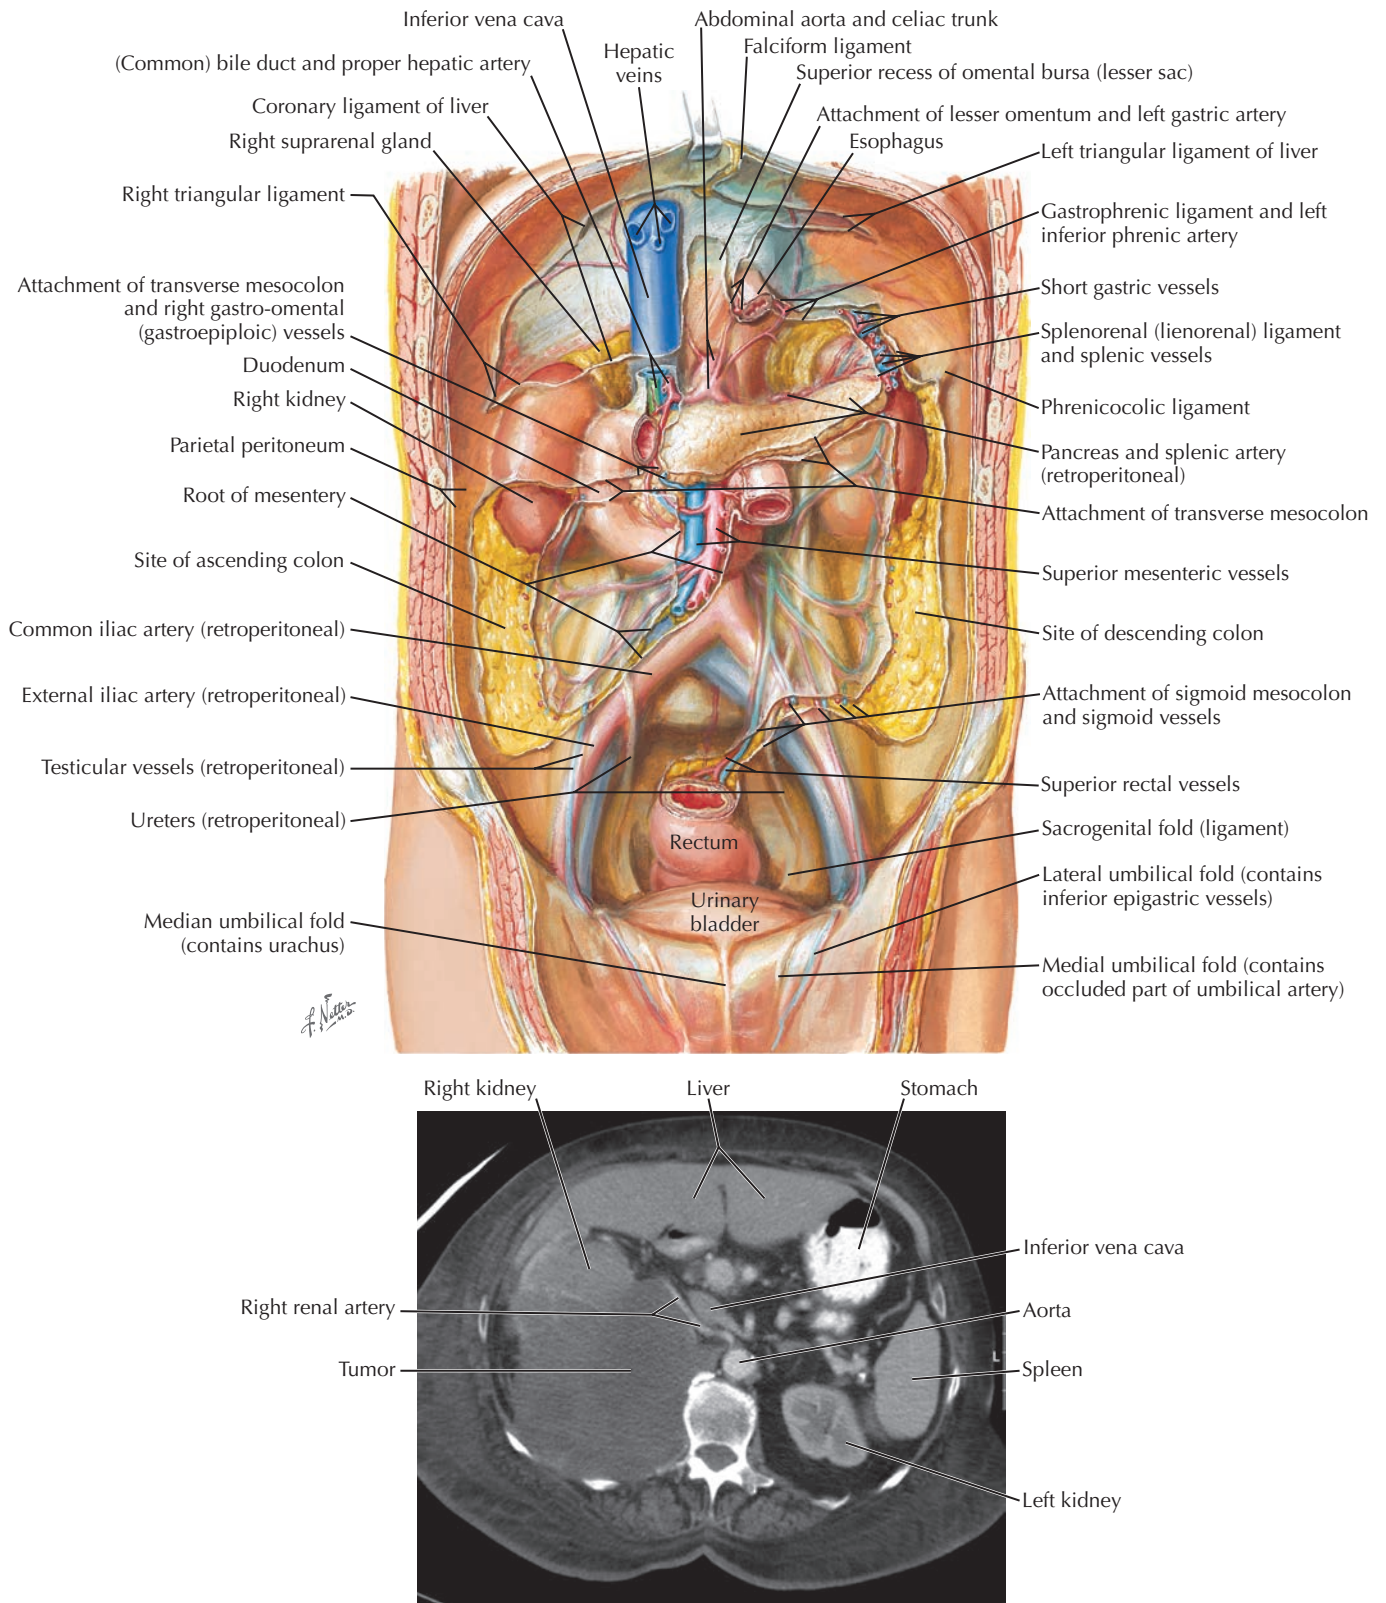 Inferior vena cava
(Common) bile duct and proper hepatic artery
Coronary ligament of liver
Right suprarenal gland
Right triangular ligament
Attachment of transverse mesocolon
and right gastro-omental
(gastroepiploic) vessels
Duodenum
Right kidney
Parietal peritoneum
Root of mesentery
Site of ascending colon
Common iliac artery (retroperitoneal)
External iliac artery (retroperitoneal)
Testicular vessels (retroperitoneal)
Ureters (retroperitoneal)
Median umbilical fold
(contains urachus)
Hepatic
veins
Abdominal aorta and celiac trunk
Falciform ligament
Superior recess of omental bursa (lesser sac)
Attachment of lesser omentum and left gastric artery
Esophagus
Left triangular ligament of liver
Gastrophrenic ligament and left
inferior phrenic artery
Short gastric vessels
Splenorenal (lienorenal) ligament
and splenic vessels
Phrenicocolic ligament
Pancreas and splenic artery
(retroperitoneal)
Attachment of transverse mesocolon
Superior mesenteric vessels
Site of descending colon
Attachment of sigmoid mesocolon
and sigmoid vessels
Superior rectal vessels
Sacrogenital fold (ligament)
Lateral umbilical fold (contains
inferior epigastric vessels)
Medial umbilical fold (contains
occluded part of umbilical artery)
Rectum
Urinary
bladder
F. Netter
M.D.
Right kidney
Liver
Stomach
Right renal artery
Tumor
Inferior vena cava
Aorta
Spleen
Left kidney
L